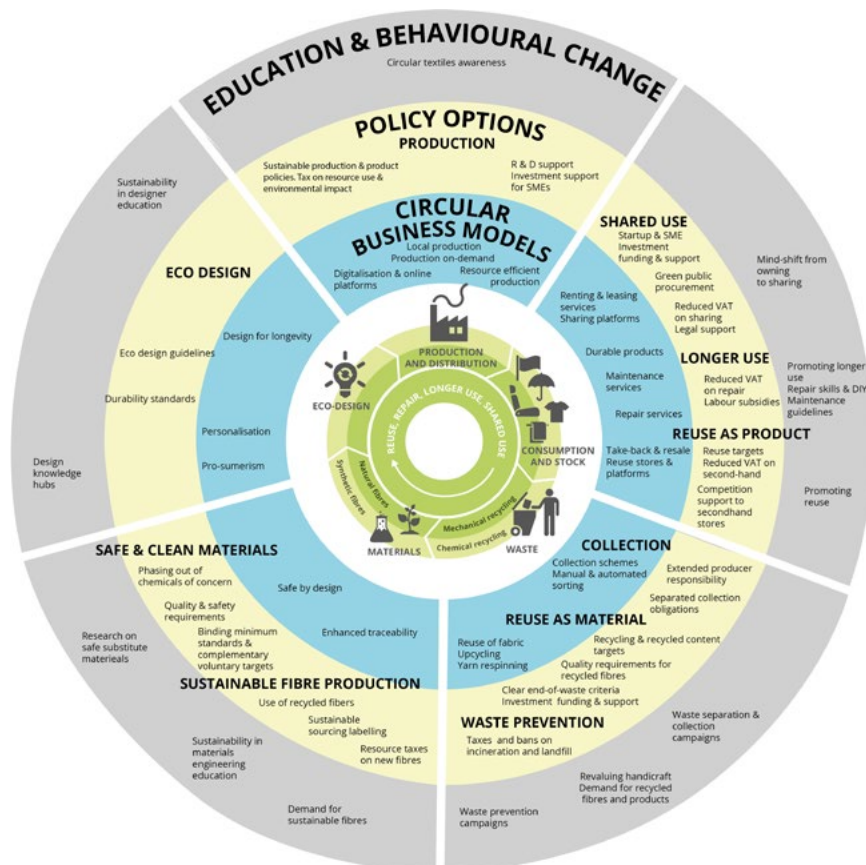 EDUCATION & BEHAVIOURAL CHANGE
Circular textiles awareness
POLICY OPTIONS
PRODUCTION
Sustainable production & product
policies. Tax on resource use &
environmental impact
R & D support
Investment support
for SMEs
CIRCULAR
BUSINESS MODELS
Local production
Production on-demand
Digitalisation & online
platforms
Resource efficient
production
Sustainability
in designer
education
ECO DESIGN
Design for longevity
Eco design guidelines
Durability standards
Personalisation
Pro-sumerism
Design
knowledge
hubs
SHARED USE
Startup & SME
Investment
funding & support
Green public
procurement
Reduced VAT
on sharing
Legal support
Mind-shift from
owning
to sharing
Renting & leasing
services
Sharing platforms
Durable products
Maintenance
services
Repair services
Take-back & resale
Reuse stores &
platforms
LONGER USE
Reduced VAT
on repair
Labour subsidies
Promoting longer
use
Repair skills & DIY
Maintenance
guidelines
REUSE AS PRODUCT
Reuse targets
Reduced VAT on
second-hand
Competition
support to
secondhand
stores
Promoting
reuse
PRODUCTION
AND DISTRIBUTION
ECO-DESIGN
REUSE, REPAIR, LONGER USE, SHARED USE
CONSUMPTION
AND STOCK
Synthetic fibres
Natural fibres
Mechanical recycling
Chemical recycling
MATERIALS
WASTE
SAFE & CLEAN MATERIALS
Phasing out of
chemicals of concern
Quality & safety
requirements
Binding minimum
standards &
complementary
voluntary targets
Safe by design
Enhanced traceability
Research on
safe substitute
materieals
SUSTAINABLE FIBRE PRODUCTION
Use of recycled fibers
Sustainable
sourcing labelling
Resource taxes
on new fibres
Sustainability in
materials
engineering
education
Demand for
sustainable fibres
COLLECTION
Collection schemes
Manual & automated
sorting
Extended producer
responsibility
Separated collection
obligations
REUSE AS MATERIAL
Reuse of fabric
Upcycling
Yarn respinning
Recycling & recycled content
targets
Quality requirements for
recycled fibres
Clear end-of-waste criteria
Investment funding & support
WASTE PREVENTION
Taxes and bans on
incineration and landfill
Waste separation &
collection
campaigns
Revaluing handicraft
Demand for recycled
fibres and products
Waste prevention
campaigns